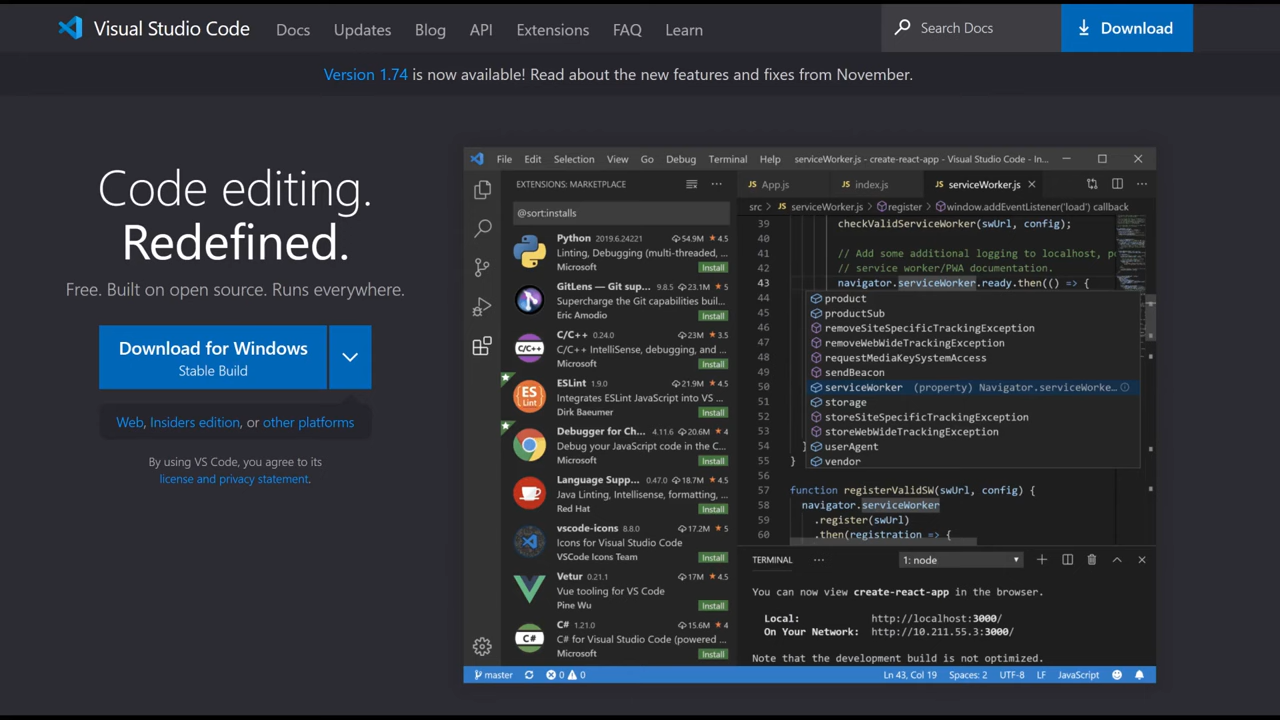 Visual Studio Code Docs Updates Blog API Extensions FAQ Learn Search Docs Download
Version 1.74 is now available! Read about the new features and fixes from November.
Code editing.
Redefined.
Free. Built on open source. Runs everywhere.
Download for Windows
Stable Build
Web, Insiders edition, or other platforms
By using VS Code, you agree to its
license and privacy statement.
File Edit Selection View Go Debug Terminal Help serviceWorker.js - create-react-app - Visual Studio Code - In...
EXTENSIONS: MARKETPLACE
@sort:installs
Python 2019.6.24221 54.9M 4.5
Linting, Debugging (multi-threaded, ...
Microsoft Install
GitLens — Git sup... 9.8.5 23.1M 5
Supercharge the Git capabilities buil...
Eric Amodio Install
C/C++ 0.24.0 23M 3.5
C/C++ IntelliSense, debugging, and ...
Microsoft Install
ESLint 1.9.0 21.9M 4.5
Integrates ESLint JavaScript into VS ...
Dirk Baeumer Install
Debugger for Ch... 4.11.6 20.6M 4
Debug your JavaScript code in the C...
Microsoft Install
Language Supp... 0.47.0 18.7M 4.5
Java Linting, Intellisense, formatting, ...
Red Hat Install
vscode-icons 8.8.0 17.2M 5
Icons for Visual Studio Code
VSCode Icons Team Install
Vetur 0.21.1 17M 4.5
Vue tooling for VS Code
Pine Wu Install
C# 1.21.0 15.6M 4
C# for Visual Studio Code (powered ...
Microsoft Install
JS App.js JS index.js JS serviceWorker.js
src > JS serviceWorker.js > register > window.addEventListener('load') callback
39 checkValidServiceWorker(swUrl, config);
40
41 // Add some additional logging to localhost, po
42 // service worker/PWA documentation.
43 navigator.serviceWorker.ready.then(() => {
44 product
45 productSub
46 removeSiteSpecificTrackingException
47 removeWebWideTrackingException
48 requestMediaKeySystemAccess
49 sendBeacon
50 serviceWorker (property) Navigator.serviceWorke...
51 storage
52 storeSiteSpecificTrackingException
53 storeWebWideTrackingException
54 } userAgent
55 } vendor
56
57 function registerValidSW(swUrl, config) {
58 navigator.serviceWorker
59 .register(swUrl)
60 .then(registration => {
TERMINAL ... 1: node
You can now view create-react-app in the browser.
Local: http://localhost:3000/
On Your Network: http://10.211.55.3:3000/
Note that the development build is not optimized.
master 0 0 Ln 43, Col 19 Spaces: 2 UTF-8 LF JavaScript